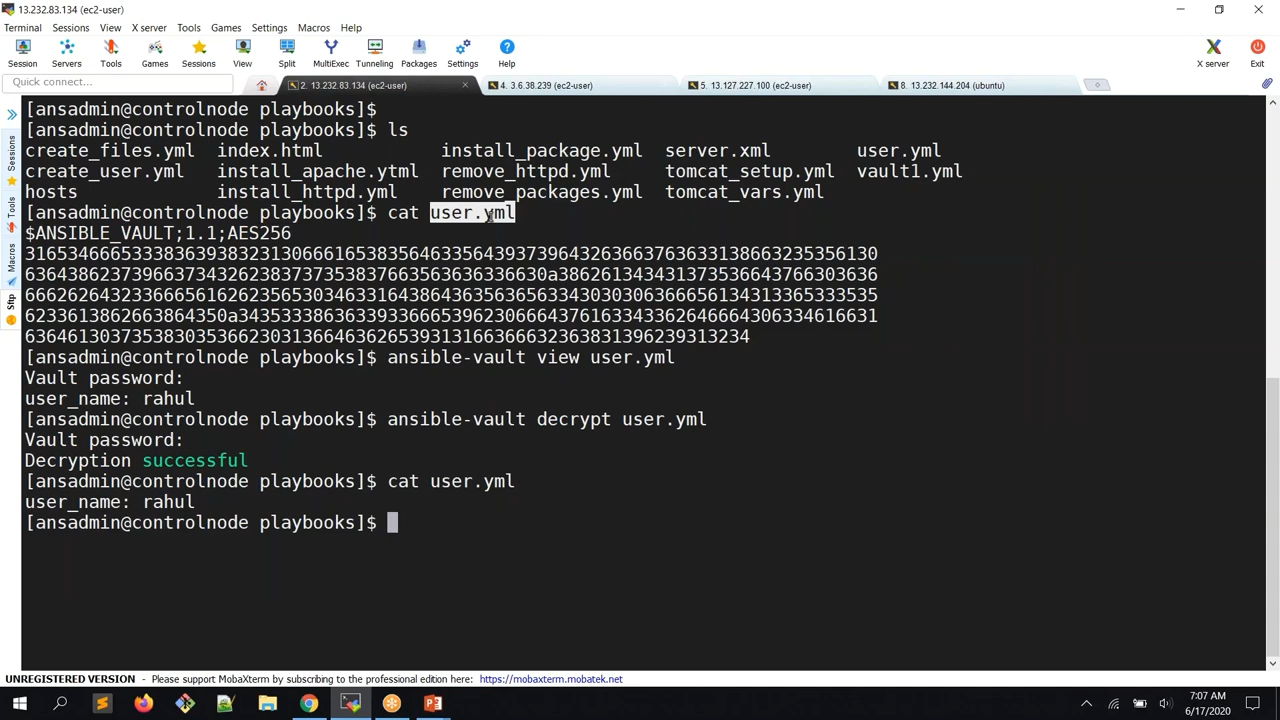 13.232.83.134 (ec2-user)
Terminal Sessions View X server Tools Games Settings Macros Help
Session Servers Tools Games Sessions View Split MultiExec Tunneling Packages Settings Help X server Exit
Quick connect...
2. 13.232.83.134 (ec2-user)
4. 3.6.38.239 (ec2-user)
5. 13.127.227.100 (ec2-user)
8. 13.232.144.204 (ubuntu)
Sessions
Tools
Macros
Sftp
[ansadmin@controlnode playbooks]$
[ansadmin@controlnode playbooks]$ ls
create_files.yml index.html install_package.yml server.xml user.yml
create_user.yml install_apache.ytml remove_httpd.yml tomcat_setup.yml vault1.yml
hosts install_httpd.yml remove_packages.yml tomcat_vars.yml
[ansadmin@controlnode playbooks]$ cat user.yml
$ANSIBLE_VAULT;1.1;AES256
[ansadmin@controlnode playbooks]$ ansible-vault view user.yml
Vault password:
user_name: rahul
[ansadmin@controlnode playbooks]$ ansible-vault decrypt user.yml
Vault password:
Decryption successful
[ansadmin@controlnode playbooks]$ cat user.yml
user_name: rahul
[ansadmin@controlnode playbooks]$
UNREGISTERED VERSION - Please support MobaXterm by subscribing to the professional edition here: https://mobaxterm.mobatek.net
7:07 AM
6/17/2020